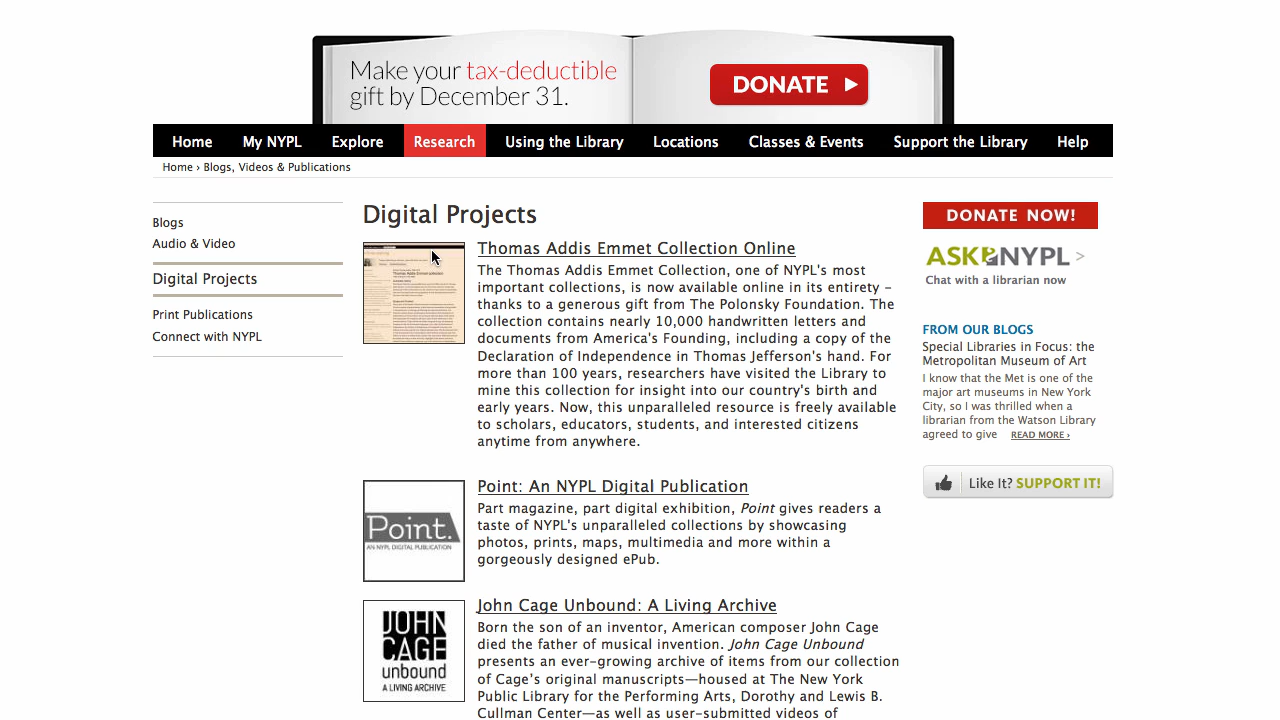 Make your tax-deductible
gift by December 31.
DONATE
Home My NYPL Explore Research Using the Library Locations Classes & Events Support the Library Help
Home › Blogs, Videos & Publications
Blogs
Audio & Video
Digital Projects
Print Publications
Connect with NYPL
Digital Projects
Thomas Addis Emmet Collection Online
The Thomas Addis Emmet Collection, one of NYPL's most
important collections, is now available online in its entirety –
thanks to a generous gift from The Polonsky Foundation. The
collection contains nearly 10,000 handwritten letters and
documents from America's Founding, including a copy of the
Declaration of Independence in Thomas Jefferson's hand. For
more than 100 years, researchers have visited the Library to
mine this collection for insight into our country's birth and
early years. Now, this unparalleled resource is freely available
to scholars, educators, students, and interested citizens
anytime from anywhere.
Point.
AN NYPL DIGITAL PUBLICATION
Point: An NYPL Digital Publication
Part magazine, part digital exhibition, Point gives readers a
taste of NYPL's unparalleled collections by showcasing
photos, prints, maps, multimedia and more within a
gorgeously designed ePub.
JOHN
CAGE
unbound
A LIVING ARCHIVE
John Cage Unbound: A Living Archive
Born the son of an inventor, American composer John Cage
died the father of musical invention. John Cage Unbound
presents an ever-growing archive of items from our collection
of Cage’s original manuscripts—housed at The New York
Public Library for the Performing Arts, Dorothy and Lewis B.
Cullman Center—as well as user-submitted videos of
DONATE NOW!
ASK NYPL >
Chat with a librarian now
FROM OUR BLOGS
Special Libraries in Focus: the
Metropolitan Museum of Art
I know that the Met is one of the
major art museums in New York
City, so I was thrilled when a
librarian from the Watson Library
agreed to give READ MORE ›
Like It? SUPPORT IT!